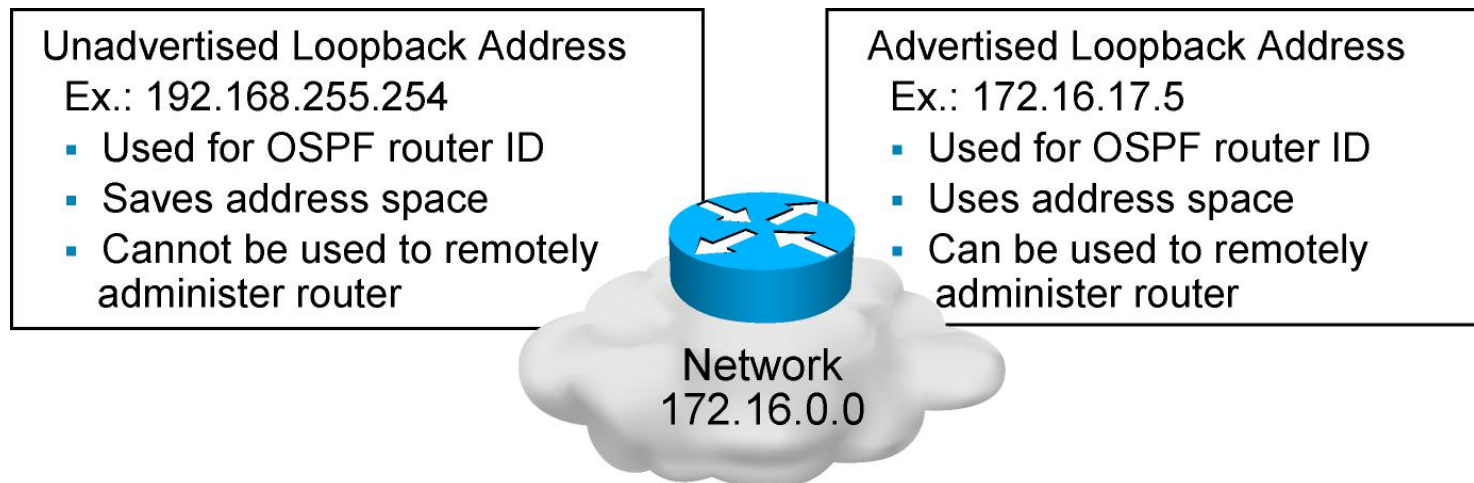 Unadvertised Loopback Address
Ex.: 192.168.255.254
▪ Used for OSPF router ID
▪ Saves address space
▪ Cannot be used to remotely
administer router
Advertised Loopback Address
Ex.: 172.16.17.5
▪ Used for OSPF router ID
▪ Uses address space
▪ Can be used to remotely
administer router
Network
172.16.0.0